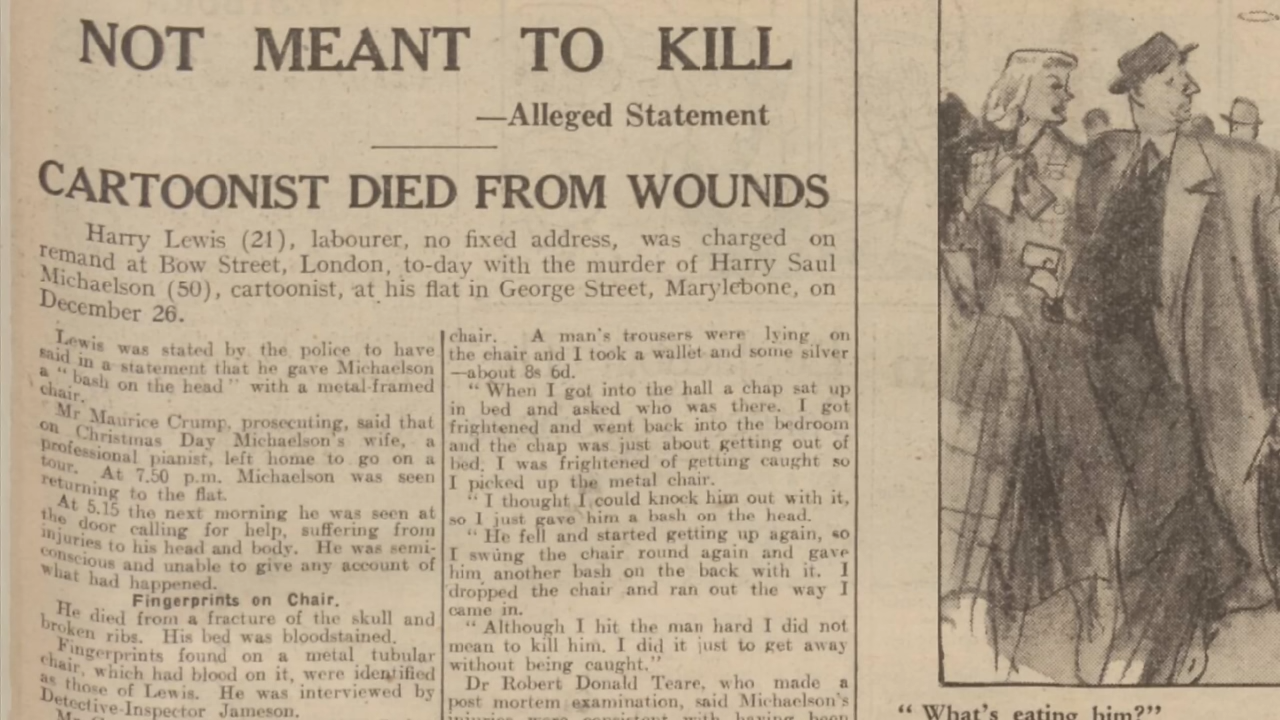 NOT MEANT TO KILL
—Alleged Statement
CARTOONIST DIED FROM WOUNDS
Harry Lewis (21), labourer, no fixed address, was charged on
remand at Bow Street, London, to-day with the murder of Harry Saul
Michaelson (50), cartoonist, at his flat in George Street, Marylebone, on
December 26.
Lewis was stated by the police to have
said in a statement that he gave Michaelson
a "bash on the head" with a metal-framed
chair.
Mr Maurice Crump, prosecuting, said that
on Christmas Day Michaelson's wife, a
professional pianist, left home to go on a
tour. At 7.50 p.m. Michaelson was seen
returning to the flat.
At 5.15 the next morning he was seen at
the door calling for help, suffering from
injuries to his head and body. He was semi-
conscious and unable to give any account of
what had happened.
Fingerprints on Chair.
He died from a fracture of the skull and
broken ribs. His bed was bloodstained.
Fingerprints found on a metal tubular
chair, which had blood on it, were identified
as those of Lewis. He was interviewed by
Detective-Inspector Jameson.
chair. A man's trousers were lying on
the chair and I took a wallet and some silver
—about 8s 6d.
"When I got into the hall a chap sat up
in bed and asked who was there. I got
frightened and went back into the bedroom
and the chap was just about getting out of
bed. I was frightened of getting caught so
I picked up the metal chair.
"I thought I could knock him out with it,
so I just gave him a bash on the head.
"He fell and started getting up again, so
I swung the chair round again and gave
him another bash on the back with it. I
dropped the chair and ran out the way I
came in.
"Although I hit the man hard I did not
mean to kill him. I did it just to get away
without being caught."
Dr Robert Donald Teare, who made a
post mortem examination, said Michaelson's
injuries were consistent with having been
"What's eating him?"